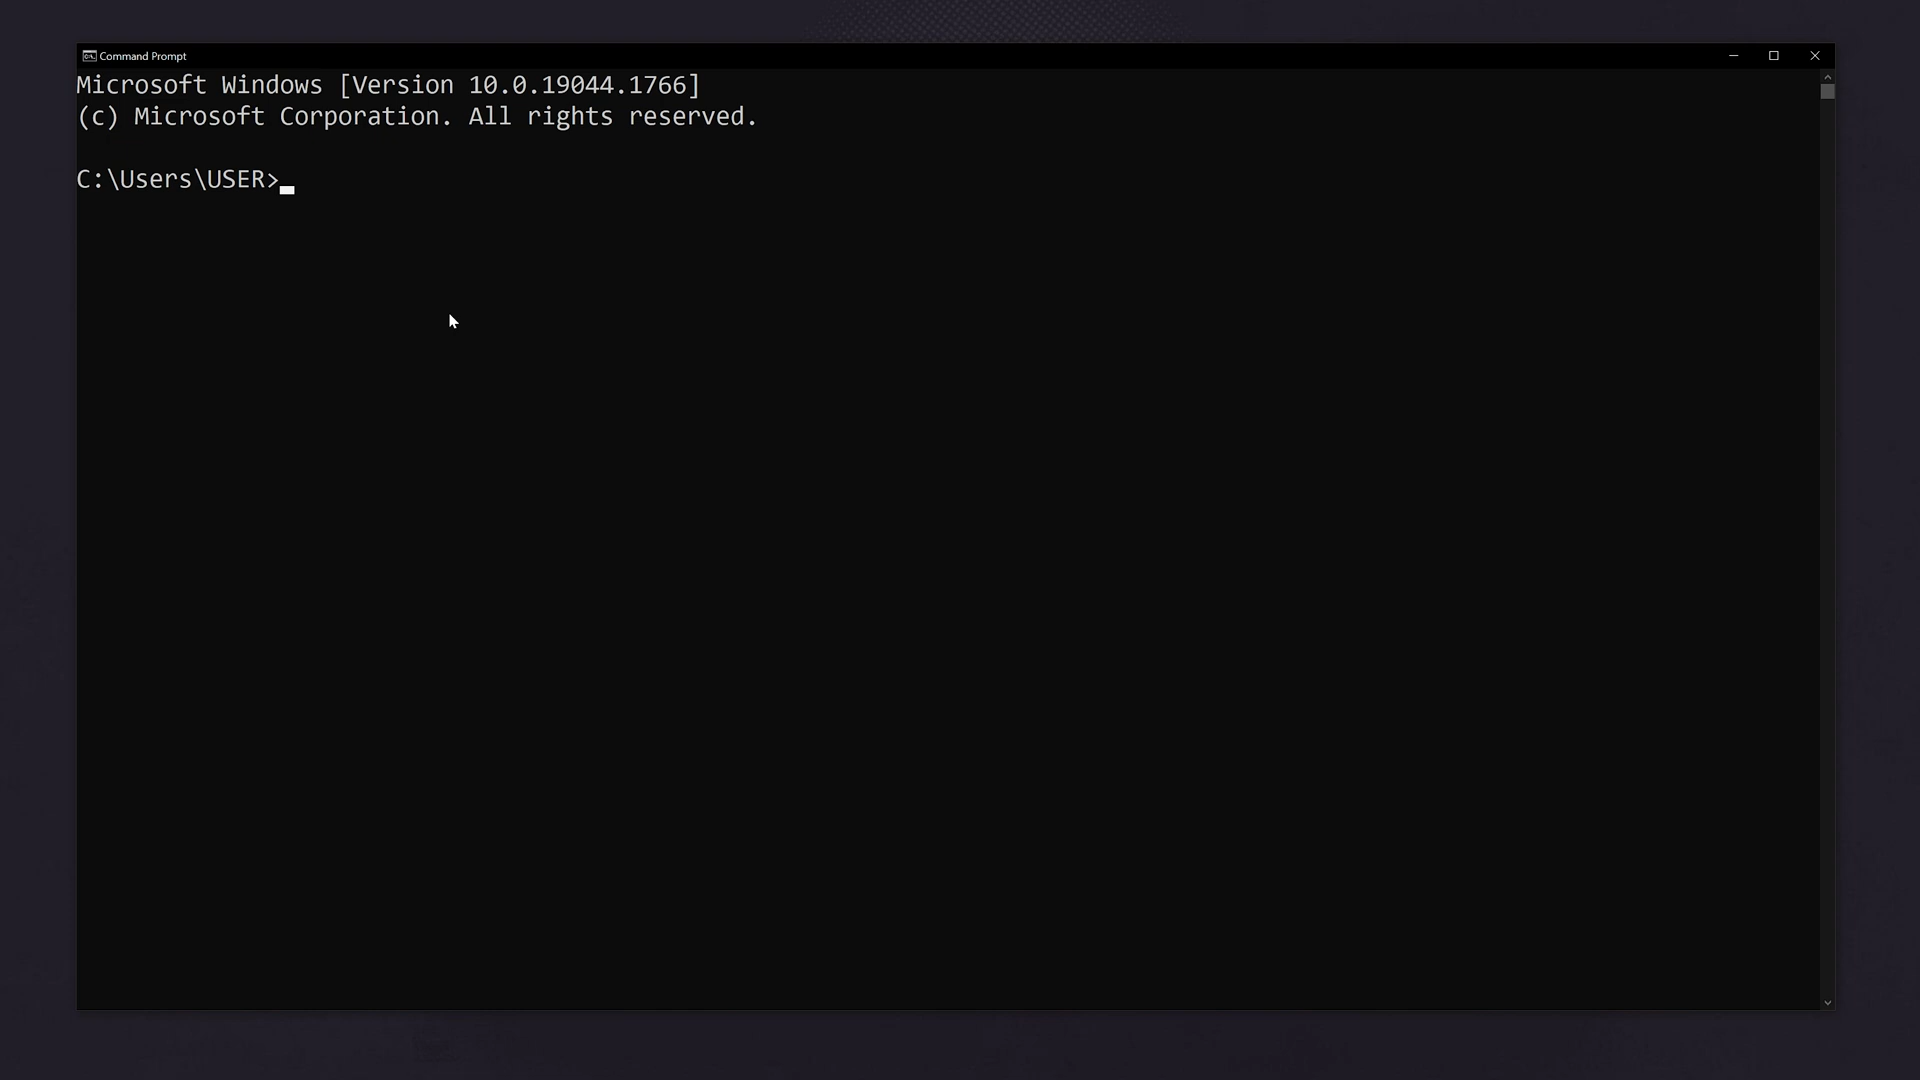 Command Prompt
Microsoft Windows [Version 10.0.19044.1766]
(c) Microsoft Corporation. All rights reserved.
C:\Users\USER>